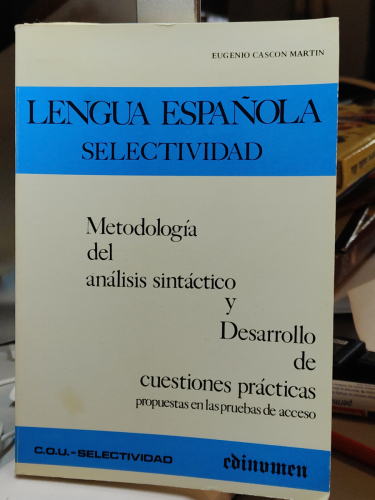 EUGENIO CASCON MARTIN
LENGUA ESPAÑOLA
SELECTIVIDAD
Metodología
del
análisis sintáctico
y
Desarrollo
de
cuestiones prácticas
propuestas en las pruebas de acceso
C.O.U.-SELECTIVIDAD
edinumen